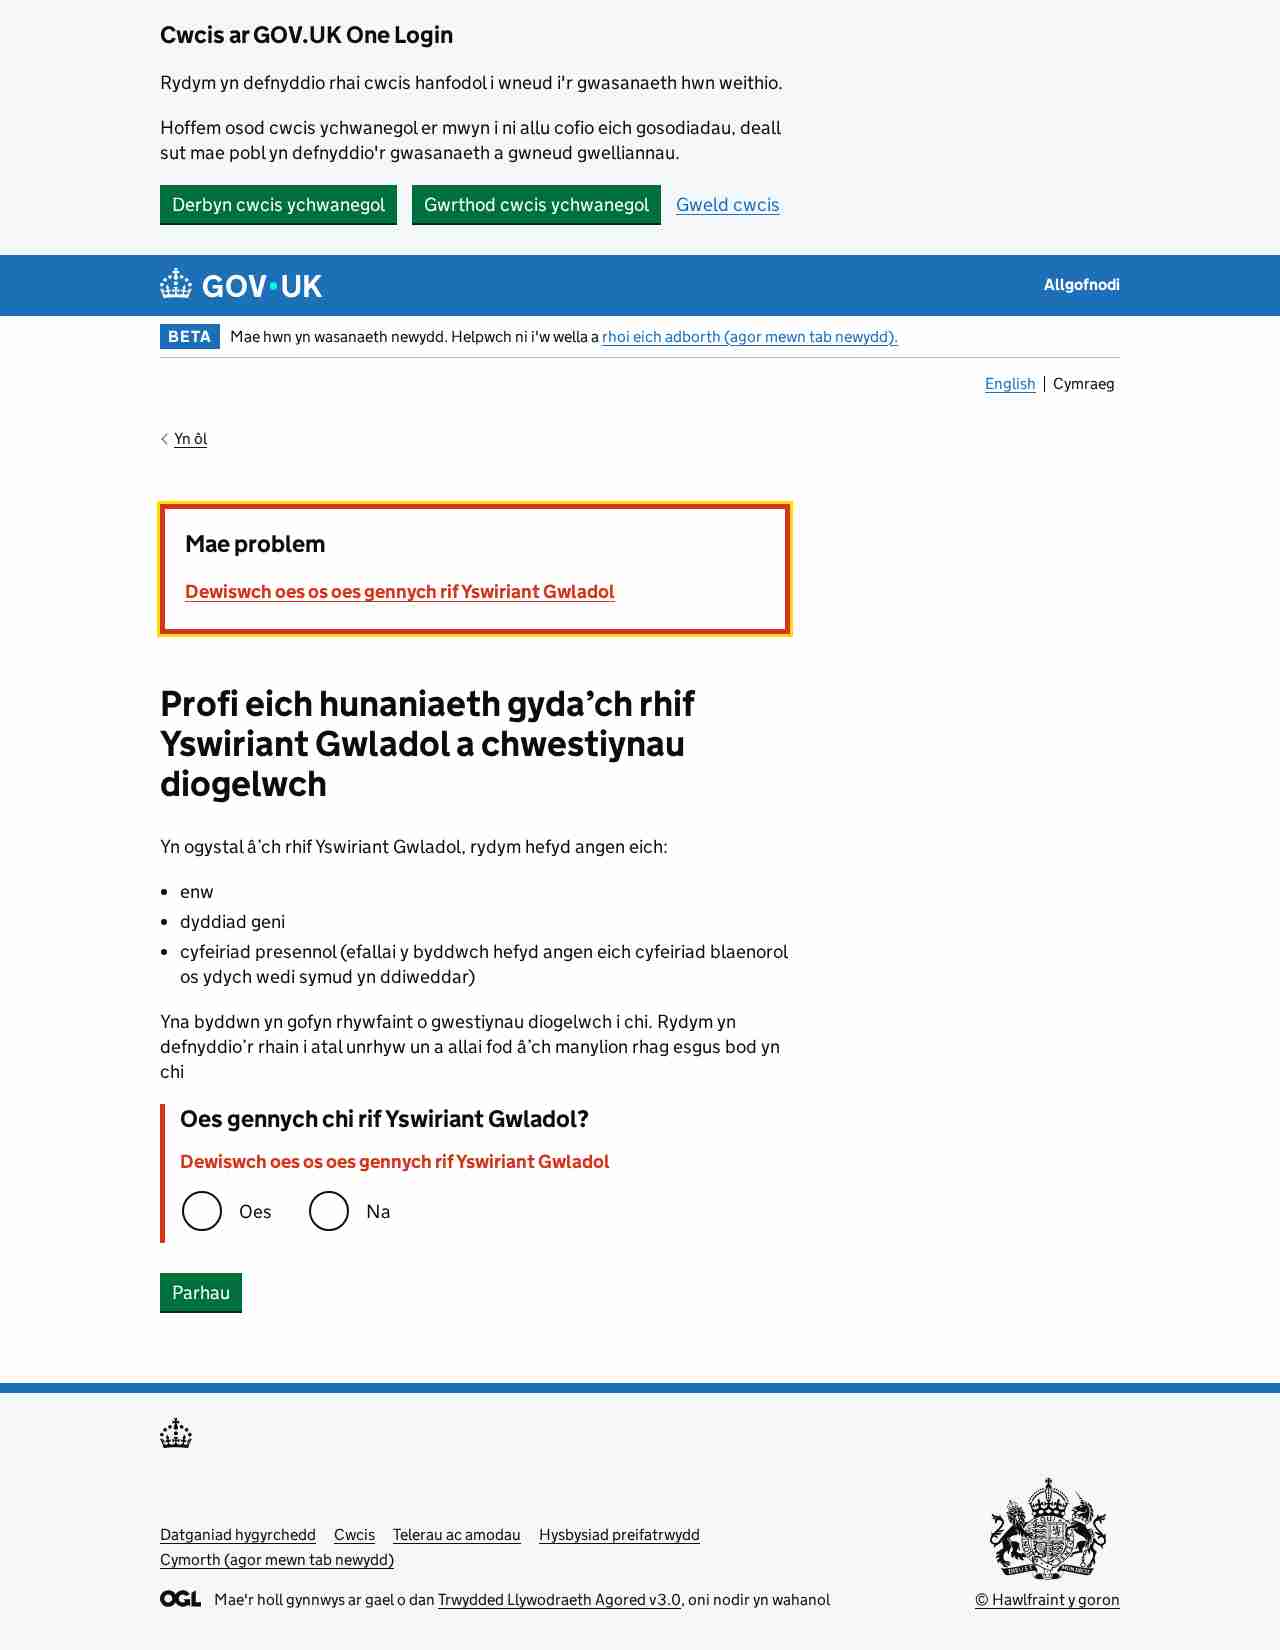 Cwcis ar GOV.UK One Login
Rydym yn defnyddio rhai cwcis hanfodol i wneud i'r gwasanaeth hwn weithio.
Hoffem osod cwcis ychwanegol er mwyn i ni allu cofio eich gosodiadau, deall
sut mae pobl yn defnyddio'r gwasanaeth a gwneud gwelliannau.
Derbyn cwcis ychwanegol Gwrthod cwcis ychwanegol Gweld cwcis
GOV·UK Allgofnodi
BETA Mae hwn yn wasanaeth newydd. Helpwch ni i'w wella a rhoi eich adborth (agor mewn tab newydd).
English Cymraeg
Yn ôl
Mae problem
Dewiswch oes os oes gennych rif Yswiriant Gwladol
Profi eich hunaniaeth gyda’ch rhif
Yswiriant Gwladol a chwestiynau
diogelwch
Yn ogystal â’ch rhif Yswiriant Gwladol, rydym hefyd angen eich:
• enw
• dyddiad geni
• cyfeiriad presennol (efallai y byddwch hefyd angen eich cyfeiriad blaenorol
os ydych wedi symud yn ddiweddar)
Yna byddwn yn gofyn rhywfaint o gwestiynau diogelwch i chi. Rydym yn
defnyddio’r rhain i atal unrhyw un a allai fod â’ch manylion rhag esgus bod yn
chi
Oes gennych chi rif Yswiriant Gwladol?
Dewiswch oes os oes gennych rif Yswiriant Gwladol
Oes Na
Parhau
Datganiad hygyrchedd Cwcis Telerau ac amodau Hysbysiad preifatrwydd
Cymorth (agor mewn tab newydd)
OGL Mae'r holl gynnwys ar gael o dan Trwydded Llywodraeth Agored v3.0, oni nodir yn wahanol
© Hawlfraint y goron